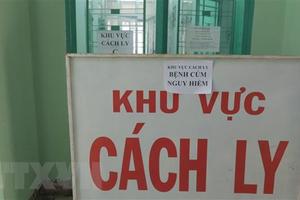 KHU VỰC
CÁCH LY
C
KHU VỰC CÁCH LY
BỆNH CÚM
NGUY HIỂM
KHU VỰC
CÁCH LY